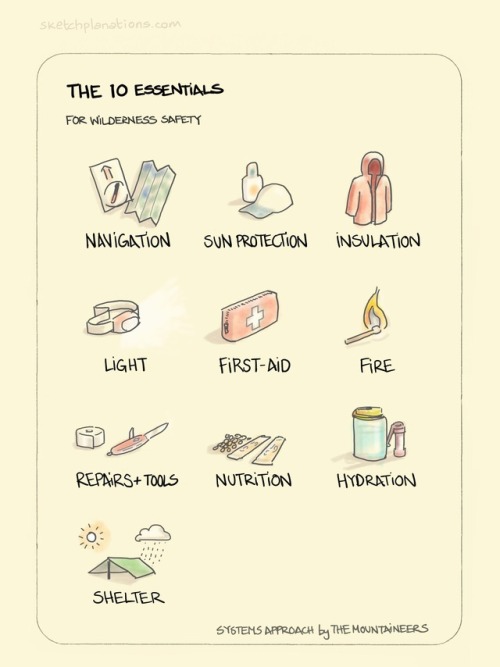 sketchplanations.com
THE 10 ESSENTIALS
FOR WILDERNESS SAFETY
NAVIGATION
SUN PROTECTION
INSULATION
LIGHT
FIRST-AID
FIRE
REPAIRS+TOOLS
NUTRITION
HYDRATION
SHELTER
SYSTEMS APPROACH by THE MOUNTAINEERS